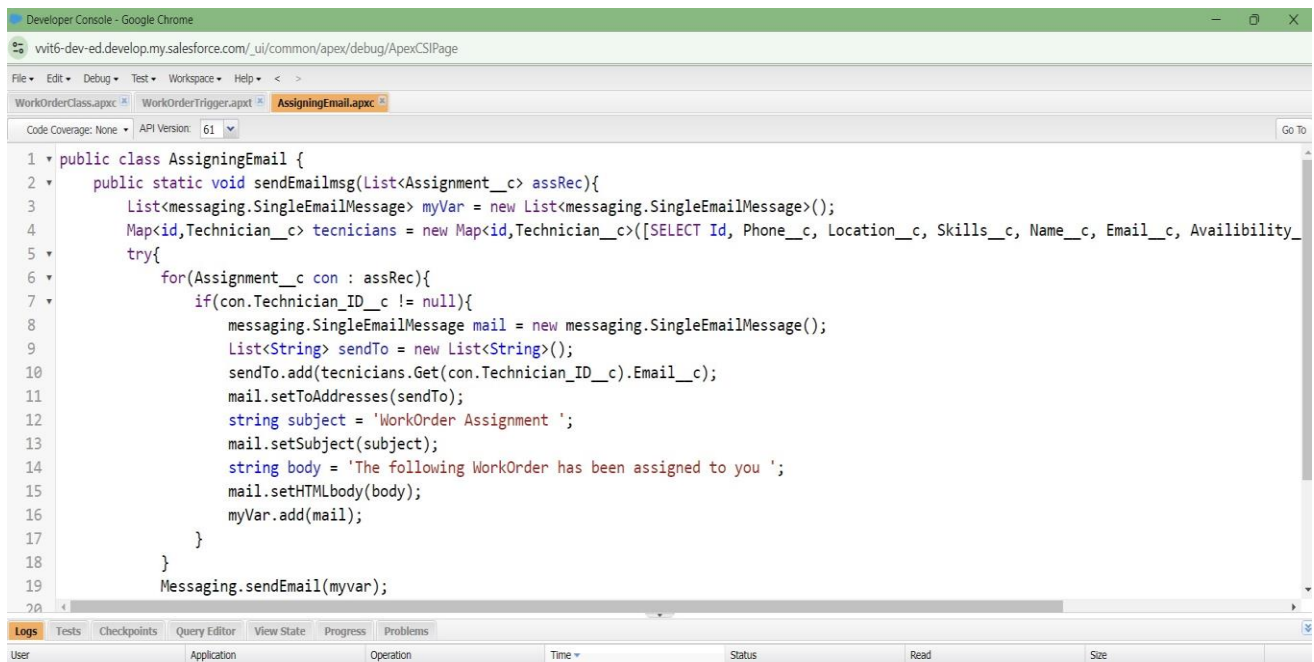 Developer Console - Google Chrome
vvit6-dev-ed.develop.my.salesforce.com/_ui/common/apex/debug/ApexCSIPage
File Edit Debug Test Workspace Help < >
WorkOrderClass.apxc WorkOrderTrigger.apxt AssigningEmail.apxc
Code Coverage: None API Version: 61 Go To
1 public class AssigningEmail {
2 public static void sendEmailmsg(List<Assignment__c> assRec){
3 List<messaging.SingleEmailMessage> myVar = new List<messaging.SingleEmailMessage>();
4 Map<id,Technician__c> tecnicians = new Map<id,Technician__c>([SELECT Id, Phone__c, Location__c, Skills__c, Name__c, Email__c, Availibility_
5 try{
6 for(Assignment__c con : assRec){
7 if(con.Technician_ID__c != null){
8 messaging.SingleEmailMessage mail = new messaging.SingleEmailMessage();
9 List<String> sendTo = new List<String>();
10 sendTo.add(tecnicians.Get(con.Technician_ID__c).Email__c);
11 mail.setToAddresses(sendTo);
12 string subject = 'WorkOrder Assignment ';
13 mail.setSubject(subject);
14 string body = 'The following WorkOrder has been assigned to you ';
15 mail.setHTMLbody(body);
16 myVar.add(mail);
17 }
18 }
19 Messaging.sendEmail(myvar);
20
Logs Tests Checkpoints Query Editor View State Progress Problems
User Application Operation Time Status Read Size